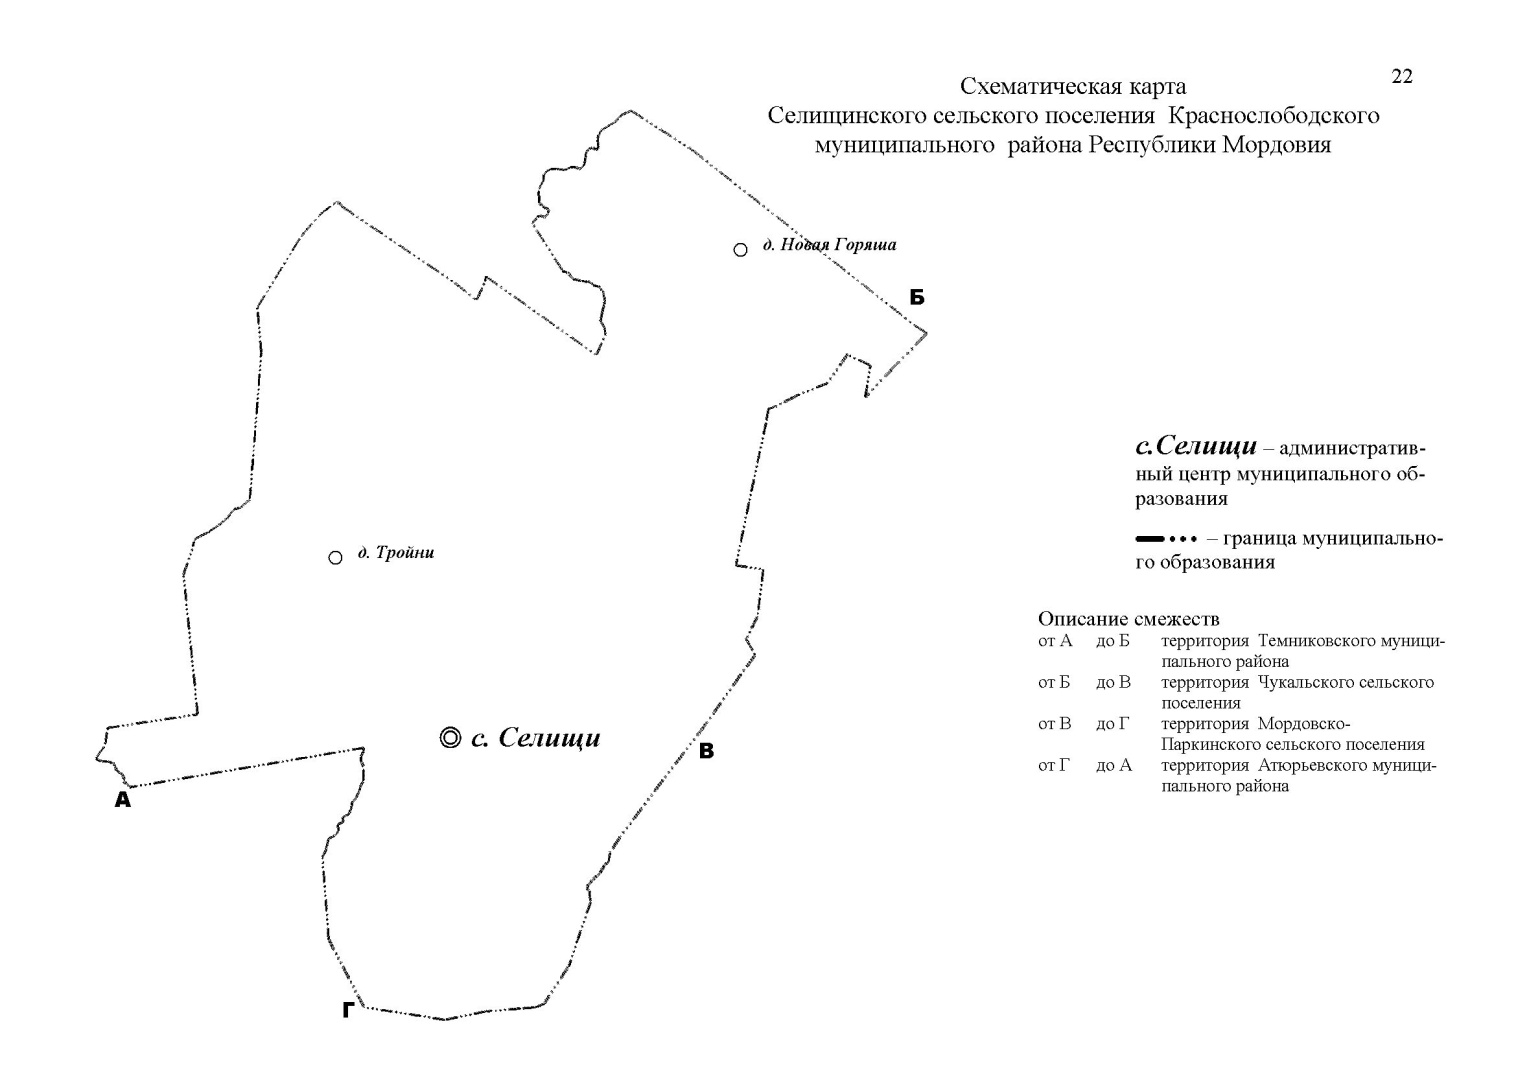 22
Схематическая карта
Селищинского сельского поселения Краснослободского
муниципального района Республики Мордовия
д. Новая Горяша
Б
с.Селищи – административ-
ный центр муниципального об-
разования
– граница муниципально-
го образования
д. Тройни
Описание смежеств
от А до Б территория Темниковского муници-
пального района
от Б до В территория Чукальского сельского
поселения
от В до Г территория Мордовско-
Паркинского сельского поселения
от Г до А территория Атюрьевского муници-
пального района
с. Селищи
В
А
Г